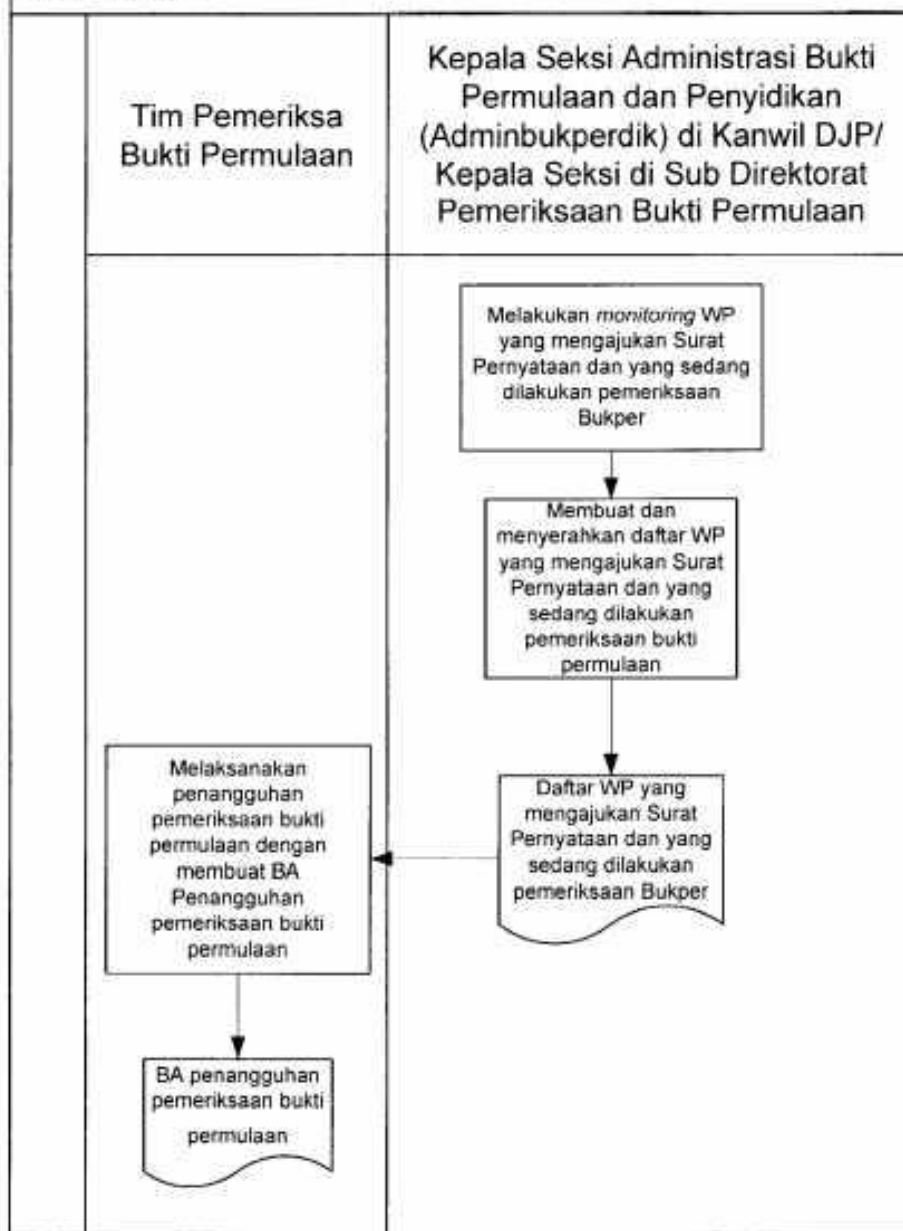 Tim Pemeriksa
Bukti Permulaan
Kepala Seksi Administrasi Bukti
Permulaan dan Penyidikan
(Adminbukperdik) di Kanwil DJP/
Kepala Seksi di Sub Direktorat
Pemeriksaan Bukti Permulaan
Melakukan monitoring WP
yang mengajukan Surat
Pernyataan dan yang sedang
dilakukan pemeriksaan
Bukper
Membuat dan
menyerahkan daftar WP
yang mengajukan Surat
Pernyataan dan yang
sedang dilakukan
pemeriksaan bukti
permulaan
Daftar WP yang
mengajukan Surat
Pernyataan dan yang
sedang dilakukan
pemeriksaan Bukper
Melaksanakan
penangguhan
pemeriksaan bukti
permulaan dengan
membuat BA
Penangguhan
pemeriksaan bukti
permulaan
BA penangguhan
pemeriksaan bukti
permulaan